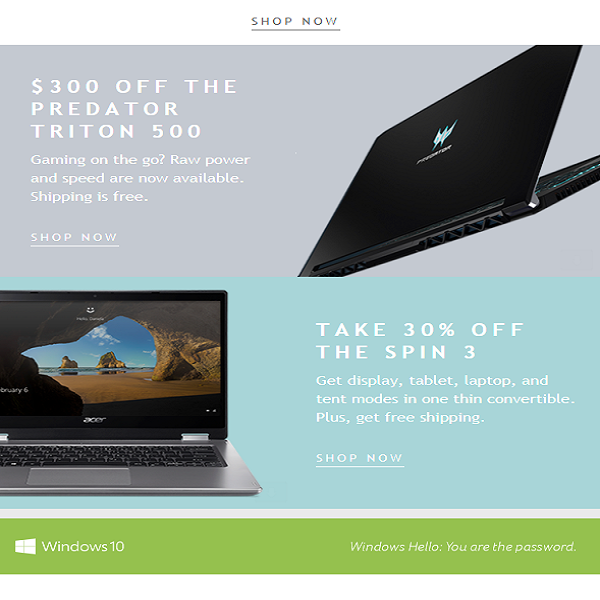 SHOP NOW
$300 OFF THE
PREDATOR
TRITON 500
Gaming on the go? Raw power
and speed are now available.
Shipping is free.
SHOP NOW
PREDATOR
Hello, Daniele
bruary 6
acer
TAKE 30% OFF
THE SPIN 3
Get display, tablet, laptop, and
tent modes in one thin convertible.
Plus, get free shipping.
SHOP NOW
Windows 10
Windows Hello: You are the password.